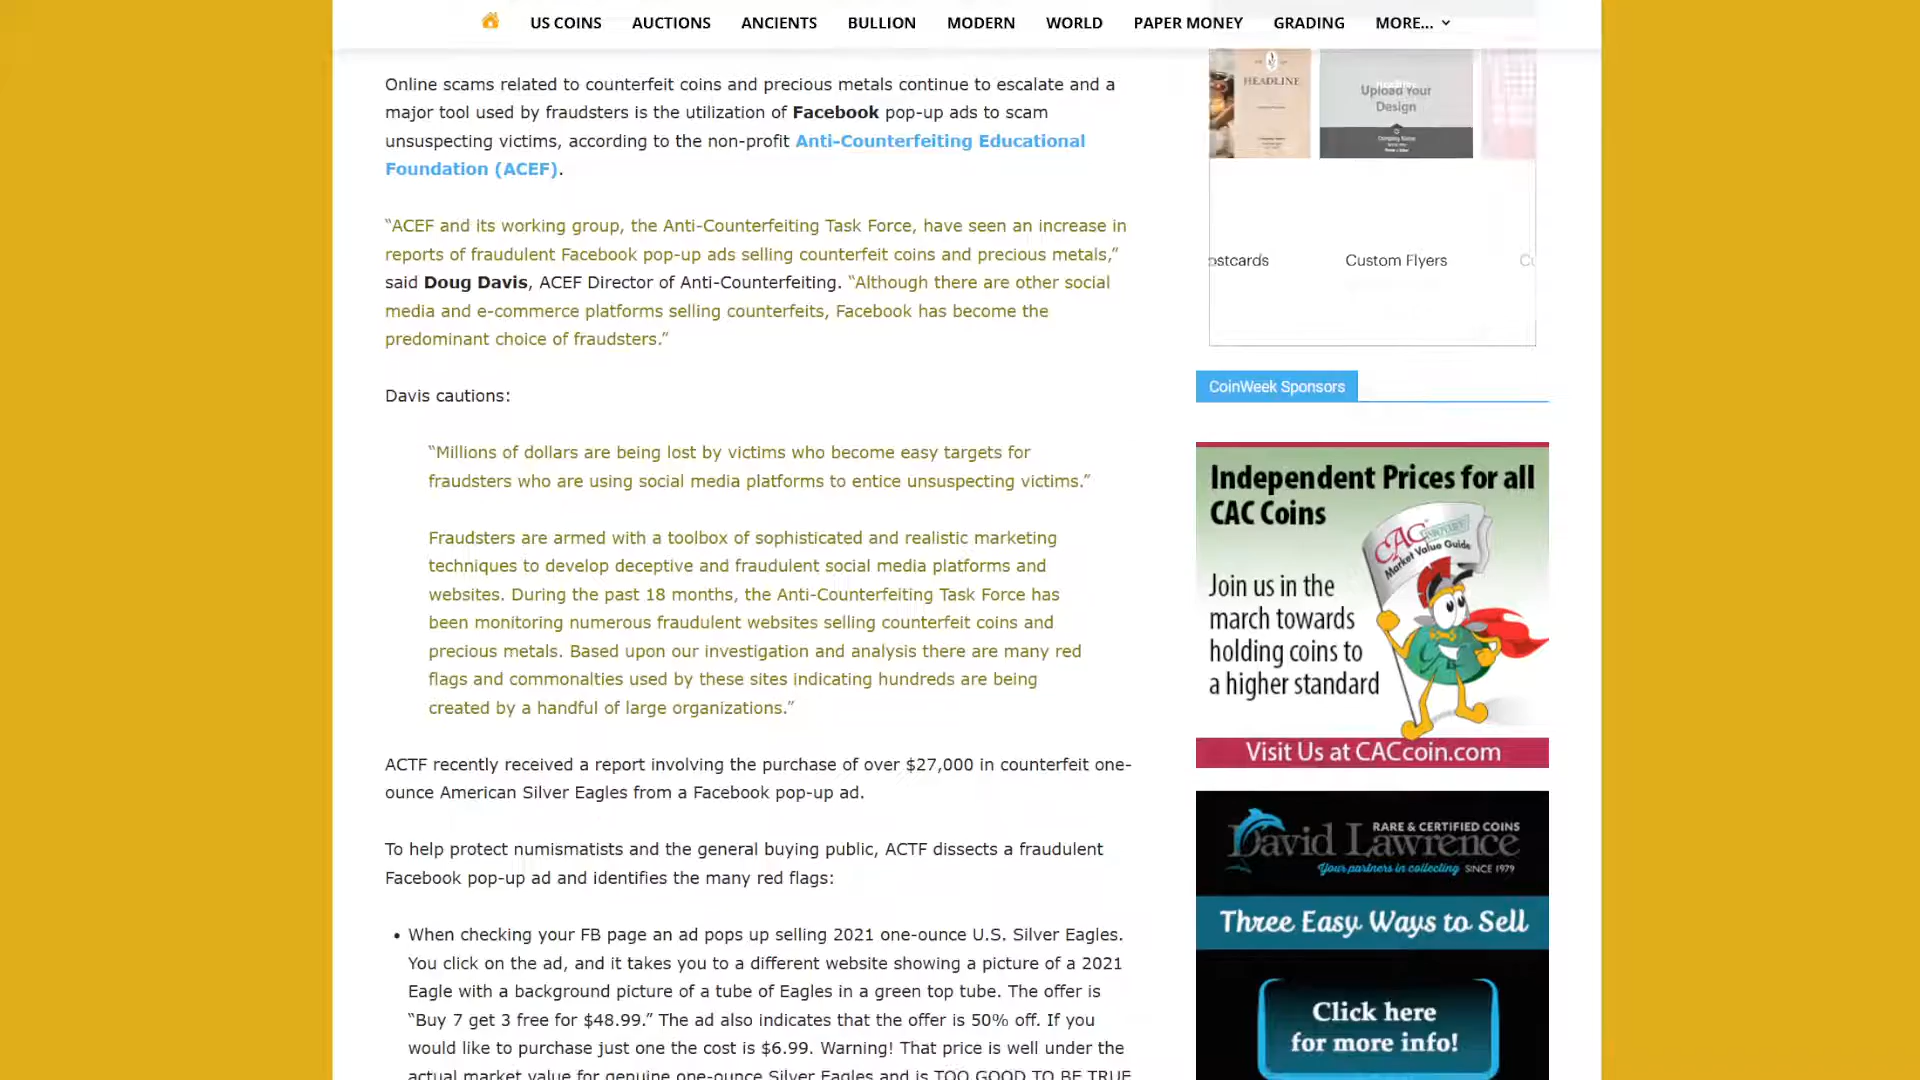 US COINS AUCTIONS ANCIENTS BULLION MODERN WORLD PAPER MONEY GRADING MORE...
Online scams related to counterfeit coins and precious metals continue to escalate and a
major tool used by fraudsters is the utilization of Facebook pop-up ads to scam
unsuspecting victims, according to the non-profit Anti-Counterfeiting Educational
Foundation (ACEF).
“ACEF and its working group, the Anti-Counterfeiting Task Force, have seen an increase in
reports of fraudulent Facebook pop-up ads selling counterfeit coins and precious metals,”
said Doug Davis, ACEF Director of Anti-Counterfeiting. “Although there are other social
media and e-commerce platforms selling counterfeits, Facebook has become the
predominant choice of fraudsters.”
Davis cautions:
“Millions of dollars are being lost by victims who become easy targets for
fraudsters who are using social media platforms to entice unsuspecting victims.”
Fraudsters are armed with a toolbox of sophisticated and realistic marketing
techniques to develop deceptive and fraudulent social media platforms and
websites. During the past 18 months, the Anti-Counterfeiting Task Force has
been monitoring numerous fraudulent websites selling counterfeit coins and
precious metals. Based upon our investigation and analysis there are many red
flags and commonalties used by these sites indicating hundreds are being
created by a handful of large organizations.”
ACTF recently received a report involving the purchase of over $27,000 in counterfeit one-
ounce American Silver Eagles from a Facebook pop-up ad.
To help protect numismatists and the general buying public, ACTF dissects a fraudulent
Facebook pop-up ad and identifies the many red flags:
• When checking your FB page an ad pops up selling 2021 one-ounce U.S. Silver Eagles.
You click on the ad, and it takes you to a different website showing a picture of a 2021
Eagle with a background picture of a tube of Eagles in a green top tube. The offer is
“Buy 7 get 3 free for $48.99.” The ad also indicates that the offer is 50% off. If you
would like to purchase just one the cost is $6.99. Warning! That price is well under the
actual market value for genuine one-ounce Silver Eagles and is TOO GOOD TO BE TRUE
HEADLINE
Upload Your
Design
ostcards
Custom Flyers
CoinWeek Sponsors
Independent Prices for all
CAC Coins
CAC
Market Value Guide
Join us in the
march towards
holding coins to
a higher standard
Visit Us at CACcoin.com
RARE & CERTIFIED COINS
David Lawrence
Your partners in collecting SINCE 1979
Three Easy Ways to Sell
Click here
for more info!